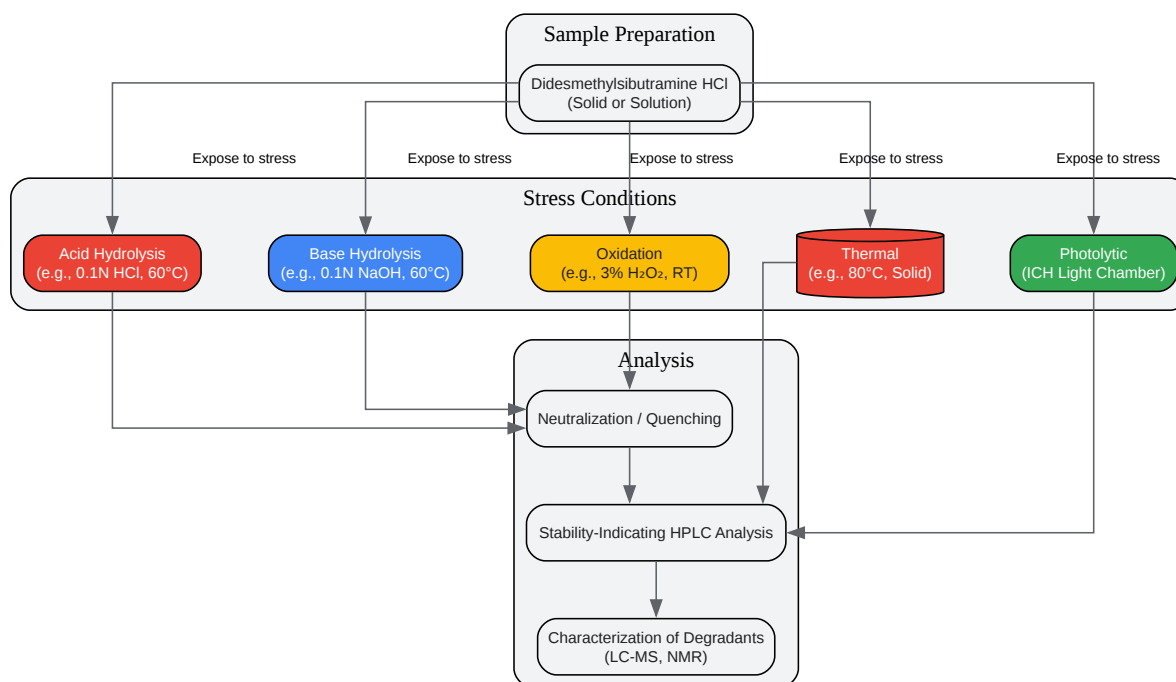 Sample Preparation
Didesmethylsibutramine HCl
(Solid or Solution)
Expose to stress
Expose to stress
Expose to stress
Expose to stress
Expose to stress
Stress Conditions
Acid Hydrolysis
(e.g., 0.1N HCl, 60°C)
Base Hydrolysis
(e.g., 0.1N NaOH, 60°C)
Oxidation
(e.g., 3% H₂O₂, RT)
Thermal
(e.g., 80°C, Solid)
Photolytic
(ICH Light Chamber)
Analysis
Neutralization / Quenching
Stability-Indicating HPLC Analysis
Characterization of Degradants
(LC-MS, NMR)